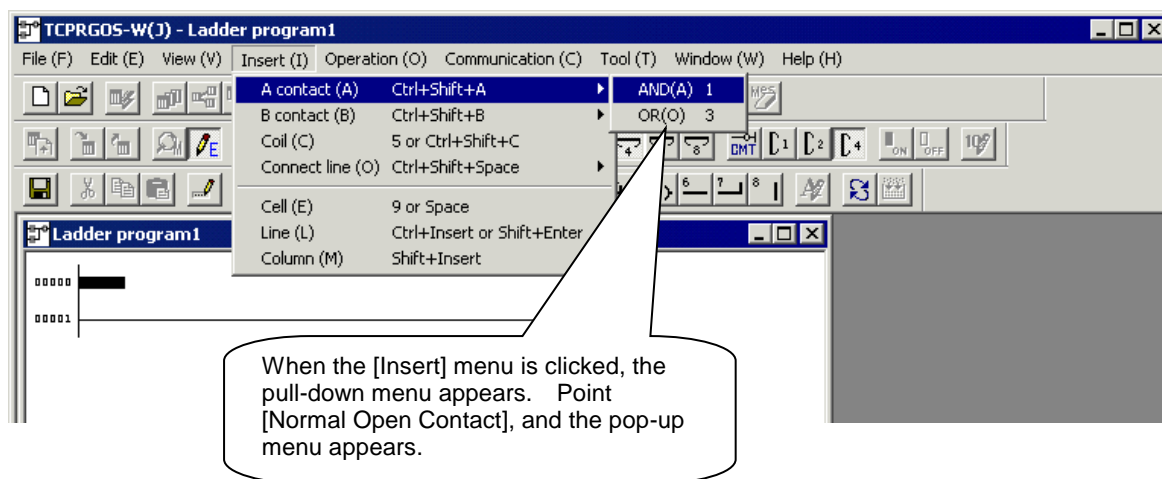 TCPRGOS-W(J) - Ladder program1
File (F) Edit (E) View (V) Insert (I) Operation (O) Communication (C) Tool (T) Window (W) Help (H)
A contact (A) Ctrl+Shift+A
AND(A) 1
B contact (B) Ctrl+Shift+B
OR(O) 3
Coil (C) 5 or Ctrl+Shift+C
Connect line (O) Ctrl+Shift+Space
Cell (E) 9 or Space
Line (L) Ctrl+Insert or Shift+Enter
Column (M) Shift+Insert
Ladder program1
00000
00001
When the [Insert] menu is clicked, the
pull-down menu appears. Point
[Normal Open Contact], and the pop-up
menu appears.